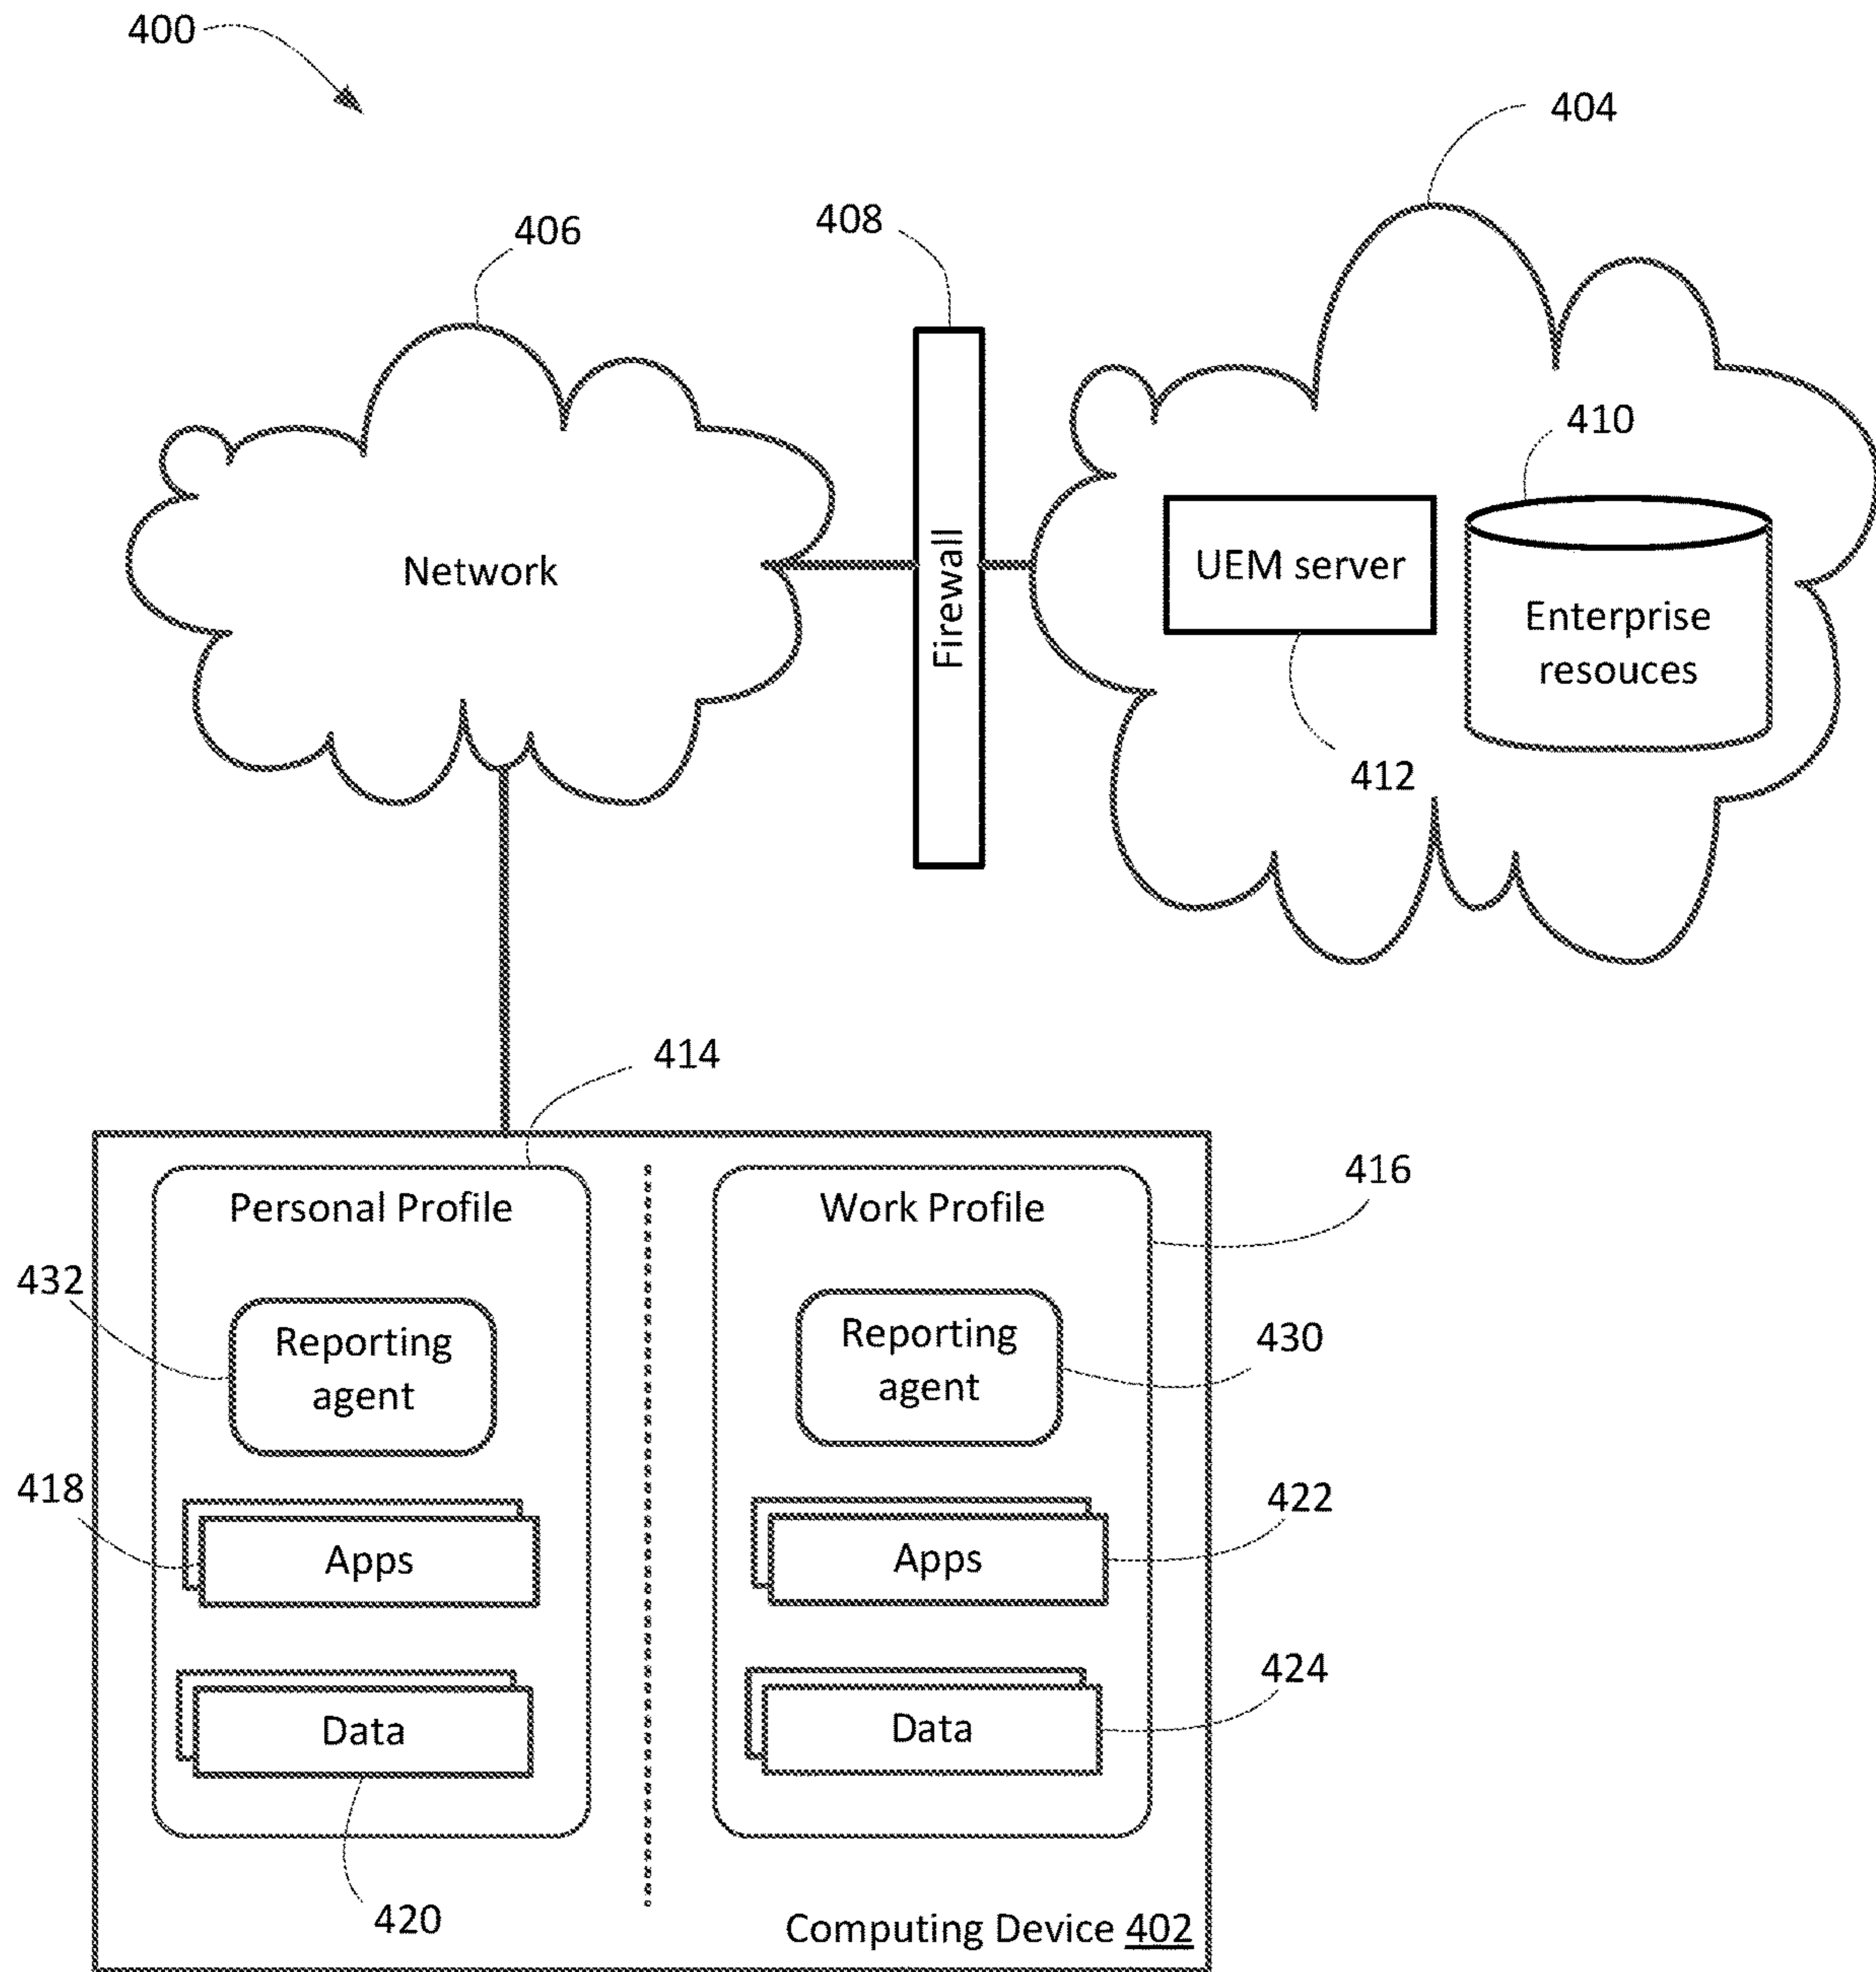 400
404
406
408
410
Network
Firewall
UEM server
Enterprise
resouces
412
414
Personal Profile
Work Profile
416
432
Reporting
agent
Reporting
agent
430
418
Apps
Apps
422
Data
Data
424
420
Computing Device 402